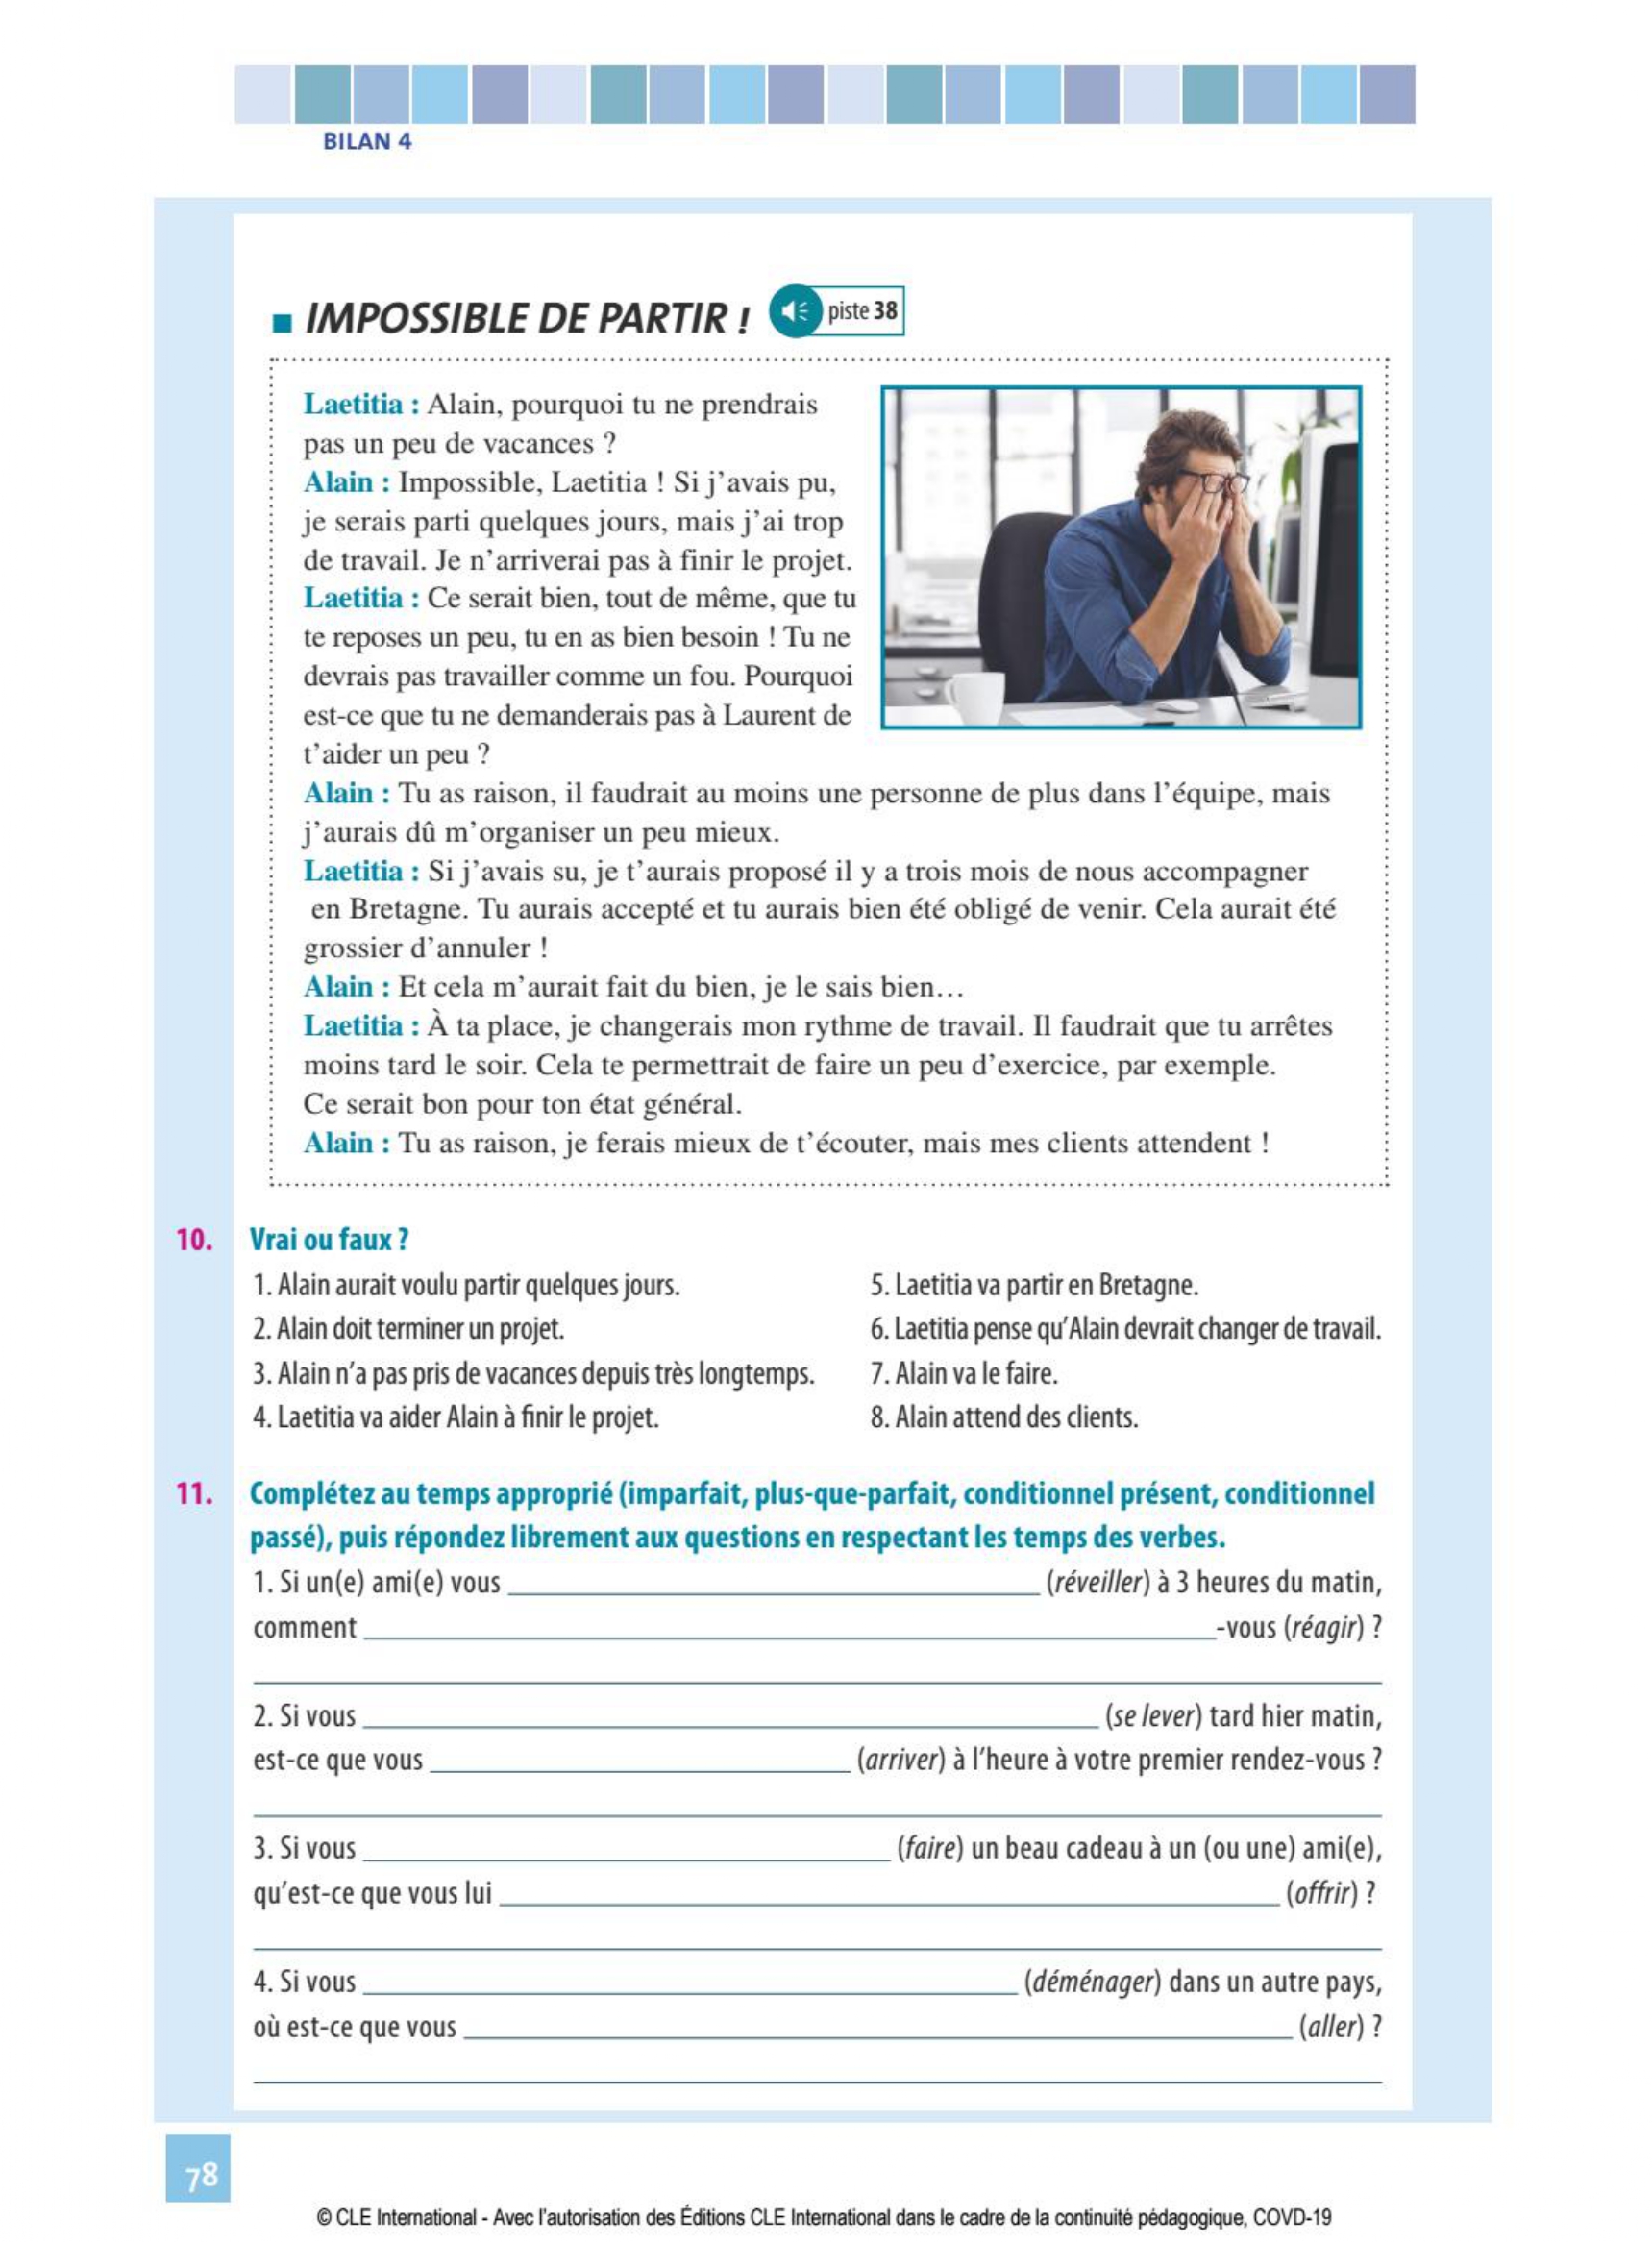 BILAN 4
IMPOSSIBLE DE PARTIR !
piste 38
Laetitia : Alain, pourquoi tu ne prendrais
pas un peu de vacances ?
Alain : Impossible, Laetitia ! Si j'avais pu,
je serais parti quelques jours, mais j'ai trop
de travail. Je n'arriverai pas à finir le projet.
Laetitia : Ce serait bien, tout de même, que tu
te reposes un peu, tu en as bien besoin ! Tu ne
devrais pas travailler comme un fou. Pourquoi
est-ce que tu ne demanderais pas à Laurent de
t'aider un peu ?
Alain : Tu as raison, il faudrait au moins une personne de plus dans l'équipe, mais
j'aurais dû m'organiser un peu mieux.
Laetitia : Si j'avais su, je t'aurais proposé il y a trois mois de nous accompagner
en Bretagne. Tu aurais accepté et tu aurais bien été obligé de venir. Cela aurait été
grossier d'annuler !
Alain : Et cela m'aurait fait du bien, je le sais bien…
Laetitia : À ta place, je changerais mon rythme de travail. Il faudrait que tu arrêtes
moins tard le soir. Cela te permettrait de faire un peu d'exercice, par exemple.
Ce serait bon pour ton état général.
Alain : Tu as raison, je ferais mieux de t'écouter, mais mes clients attendent !
10. Vrai ou faux ?
1. Alain aurait voulu partir quelques jours.
2. Alain doit terminer un projet.
3. Alain n'a pas pris de vacances depuis très longtemps.
4. Laetitia va aider Alain à finir le projet.
5. Laetitia va partir en Bretagne.
6. Laetitia pense qu'Alain devrait changer de travail.
7. Alain va le faire.
8. Alain attend des clients.
11. Complétez au temps approprié (imparfait, plus-que-parfait, conditionnel présent, conditionnel
passé), puis répondez librement aux questions en respectant les temps des verbes.
1. Si un(e) ami(e) vous (réveiller) à 3 heures du matin,
comment -vous (réagir) ?
2. Si vous (se lever) tard hier matin,
est-ce que vous (arriver) à l'heure à votre premier rendez-vous ?
3. Si vous (faire) un beau cadeau à un (ou une) ami(e),
qu'est-ce que vous lui (offrir) ?
4. Si vous (déménager) dans un autre pays,
où est-ce que vous (aller) ?
78
© CLE International - Avec l'autorisation des Éditions CLE International dans le cadre de la continuité pédagogique, COVD-19